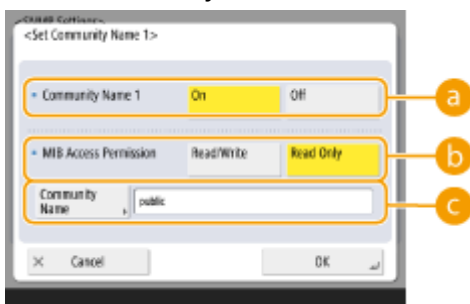 <SNMP Settings>
<Set Community Name 1>
Community Name 1 On Off a
MIB Access Permission Read/Write Read Only b
Community
Name public c
× Cancel OK